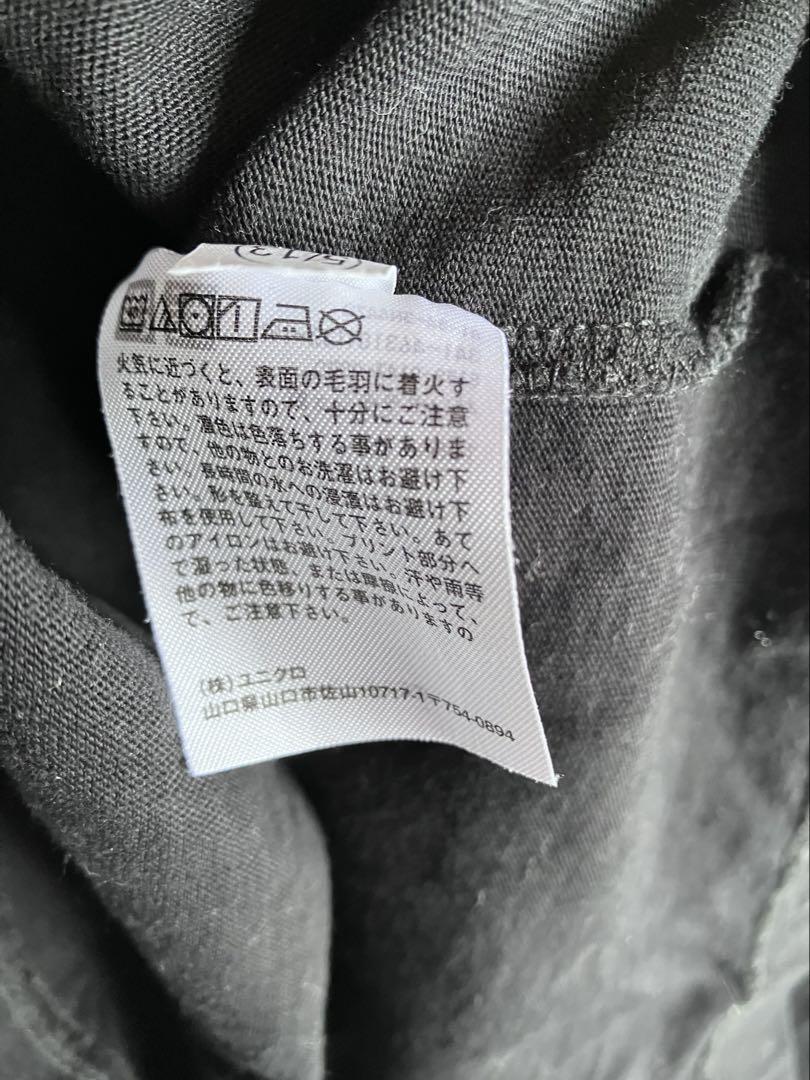 (5/13)
火気に近づくと、表面の毛羽に着火す
ることがありますので、十分にご注意
下さい。濃色は色落ちする事がありま
すので、他の物とのお洗濯はお避け下
さい。長時間の水への浸漬はお避け下
さい。形を整えて干して下さい。あて
布を使用して下さい。プリント部分へ
のアイロンはお避け下さい。汗や雨等
で湿った状態、または摩擦によって、
他の物に色移りする事がありますの
で、ご注意下さい。
(株)ユニクロ
山口県山口市佐山10717-1〒754-0894